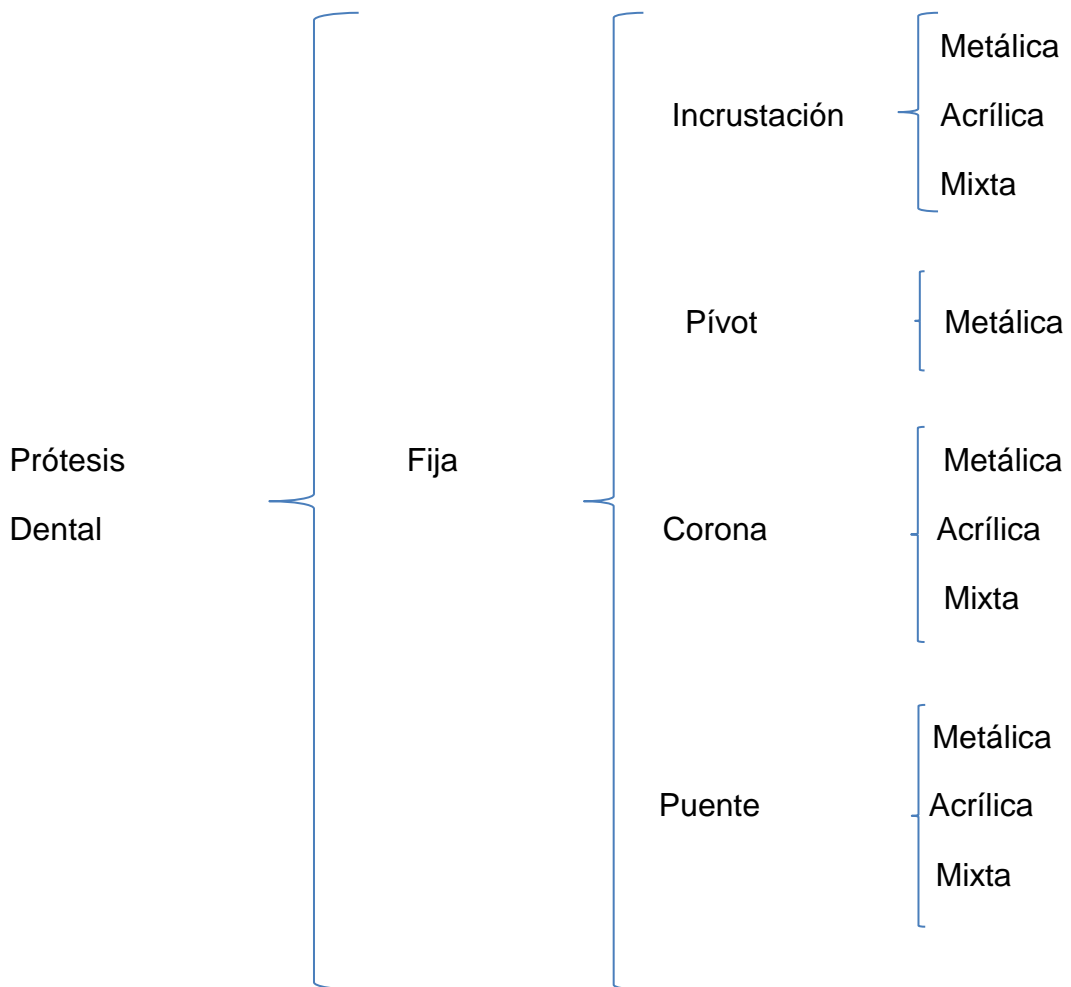 Metálica
Incrustación Acrílica
Mixta
Pívot Metálica
Prótesis Fija Metálica
Dental Corona Acrílica
Mixta
Metálica
Puente Acrílica
Mixta